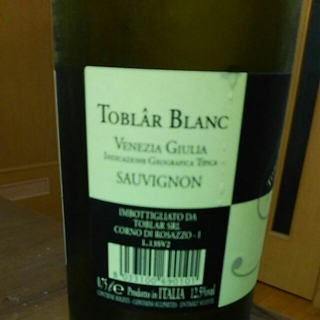 TOBLÂR BLANC
VENEZIA GIULIA
INDICAZIONE GEOGRAFICA TIPICA
SAUVIGNON
IMBOTTIGLIATO DA
TOBLAR SRL
CORNO DI ROSAZZO - I
0,75 l e Prodotto in ITALIA 12,5%vol